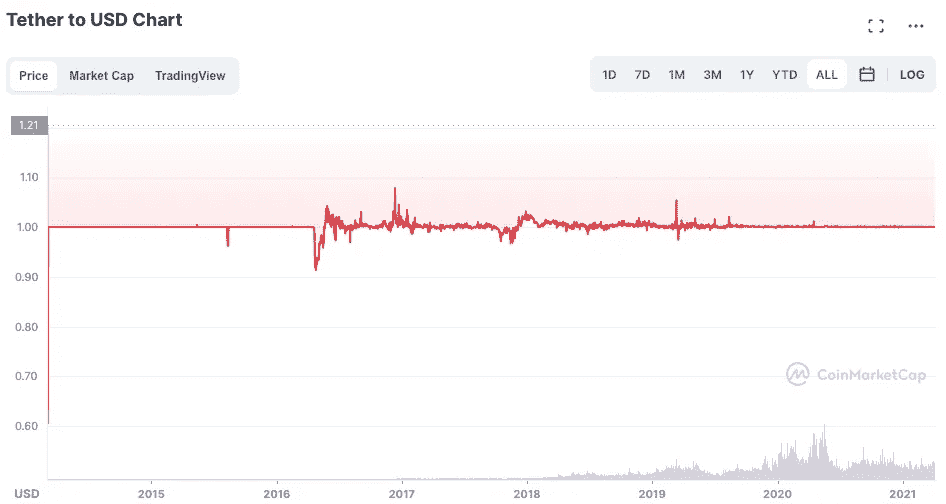 Tether to USD Chart
Price Market Cap TradingView
1D 7D 1M 3M 1Y YTD ALL LOG
1.21
1.10
1.00
0.90
0.80
0.70
0.60
CoinMarketCap
USD 2015 2016 2017 2018 2019 2020 2021